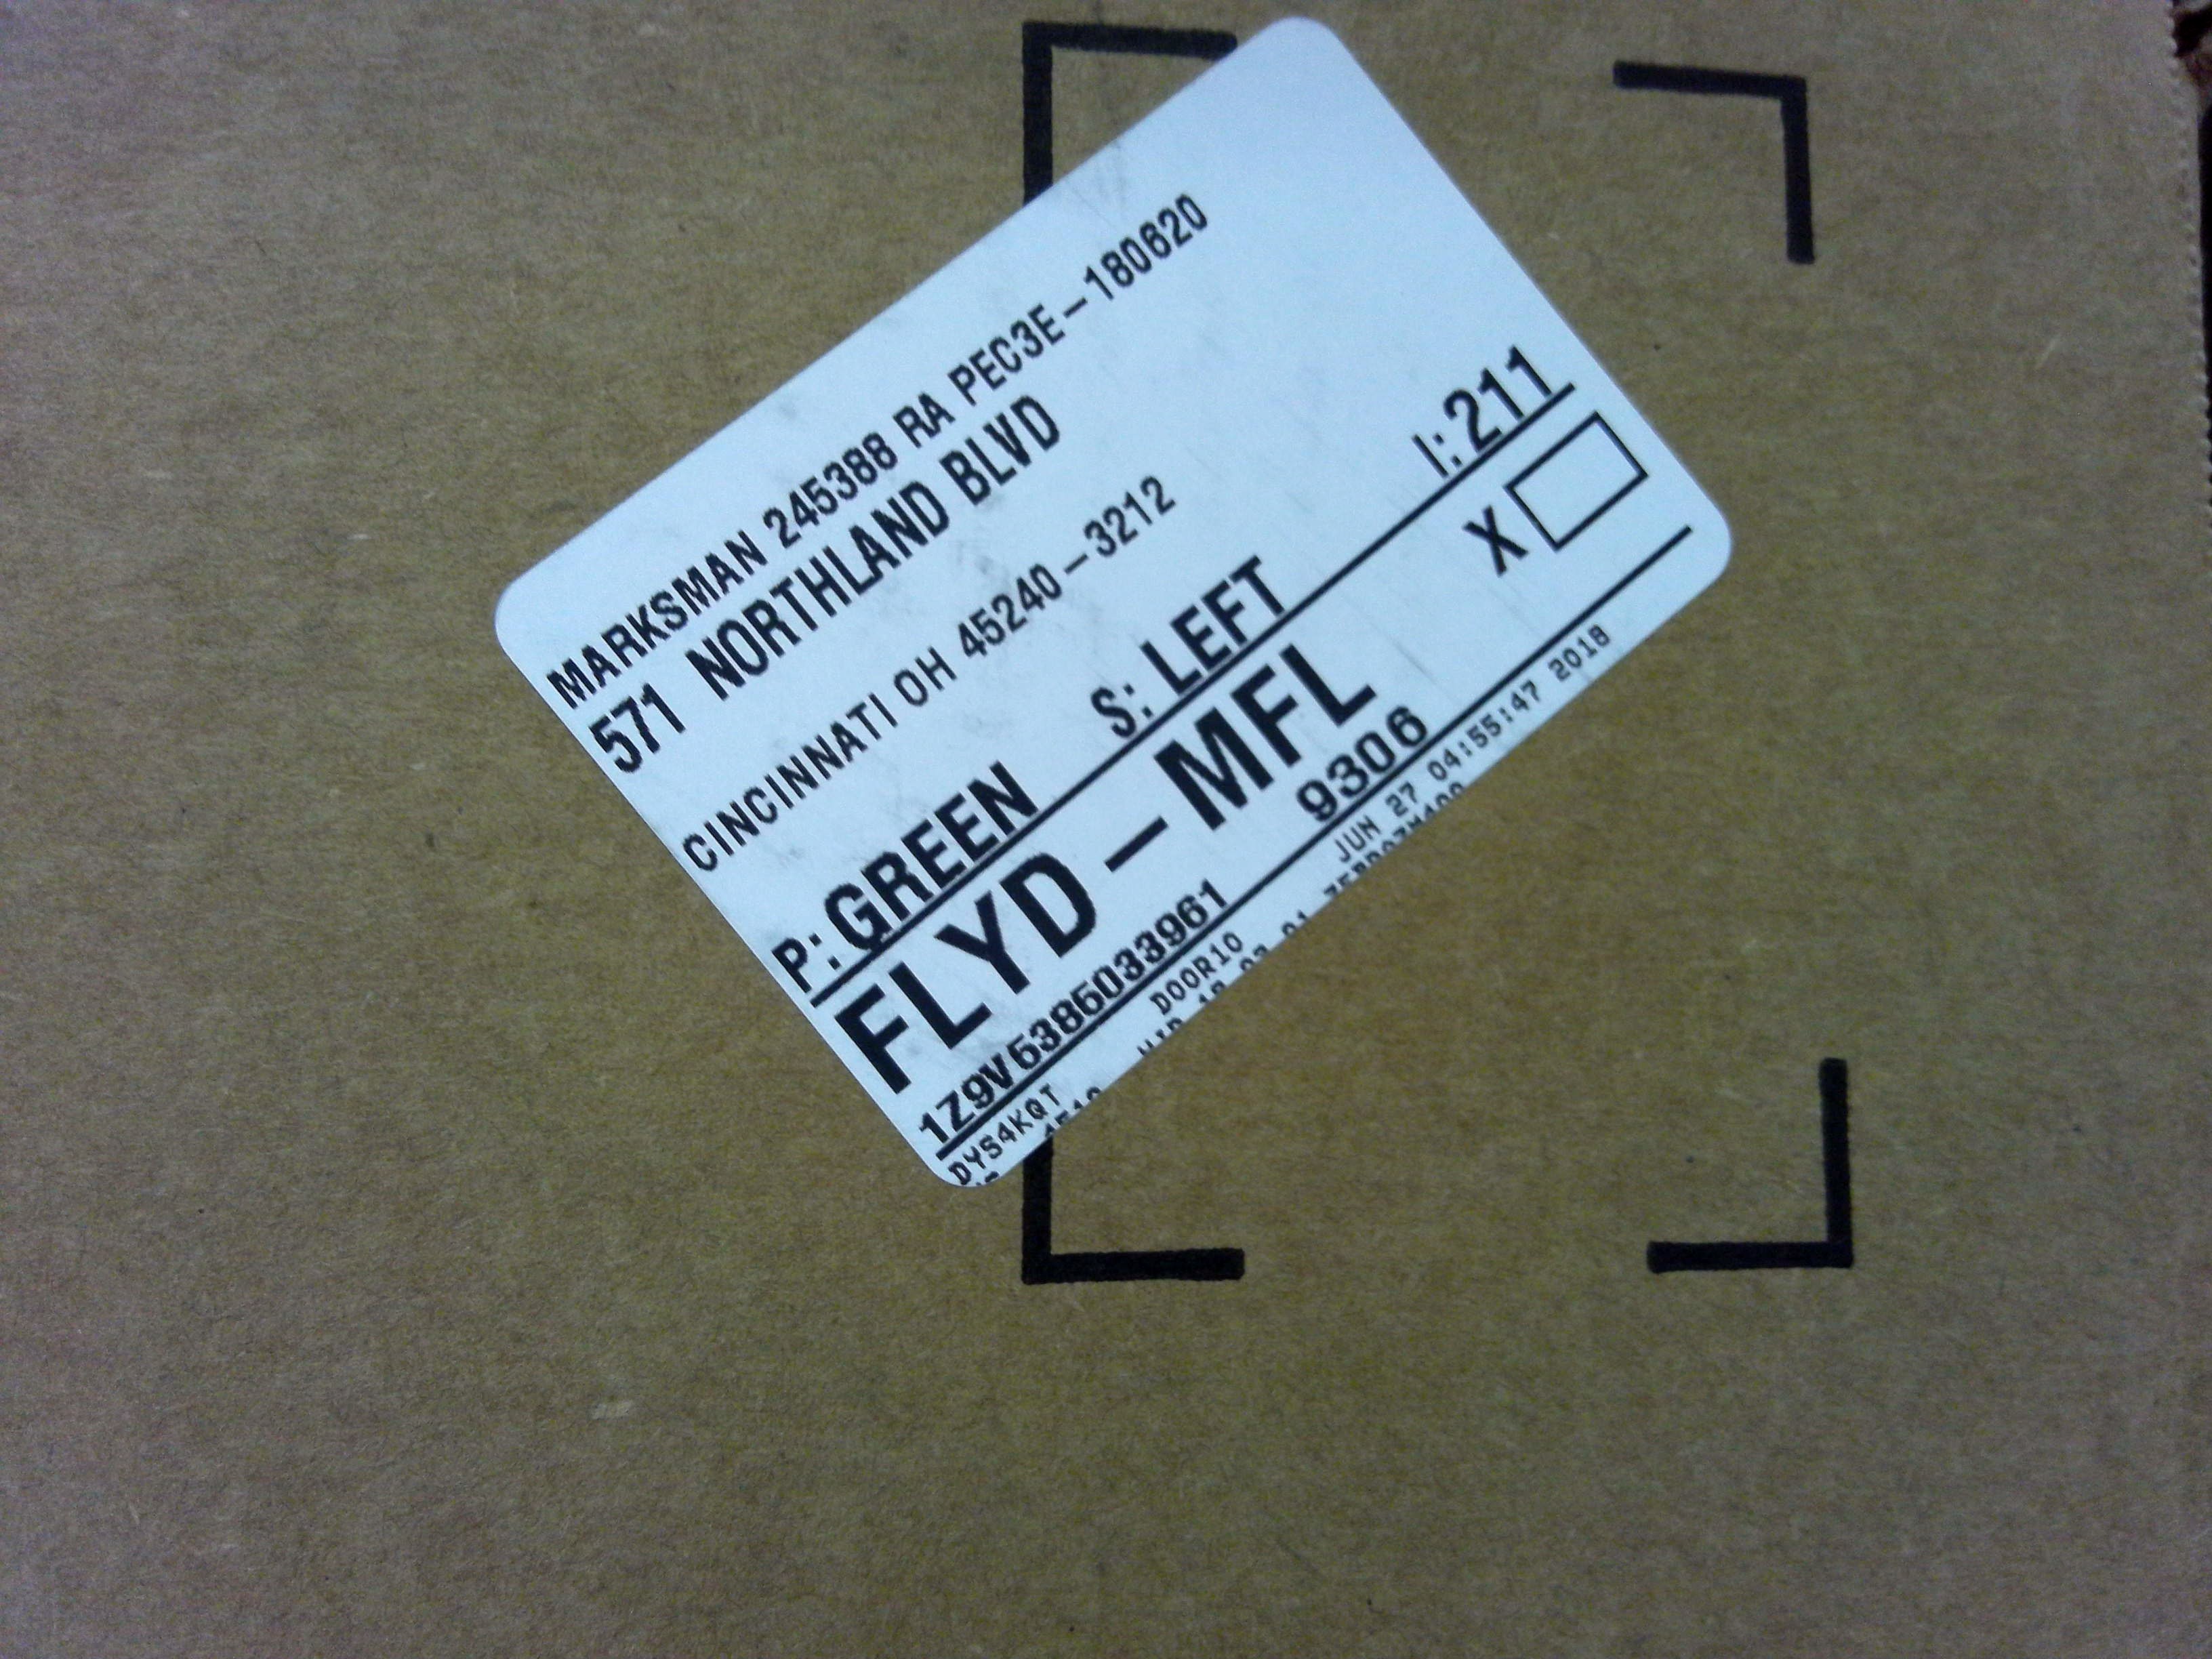 MARKSMAN 245388 RA PEC3E-180620
571 NORTHLAND BLVD
CINCINNATI OH 45240-3212
P: GREEN S: LEFT I: 211
FLYD-MFL X
1Z9V5386033961 9306
DYS4KQT DOOR10 JUN 27 04:55:47 2018